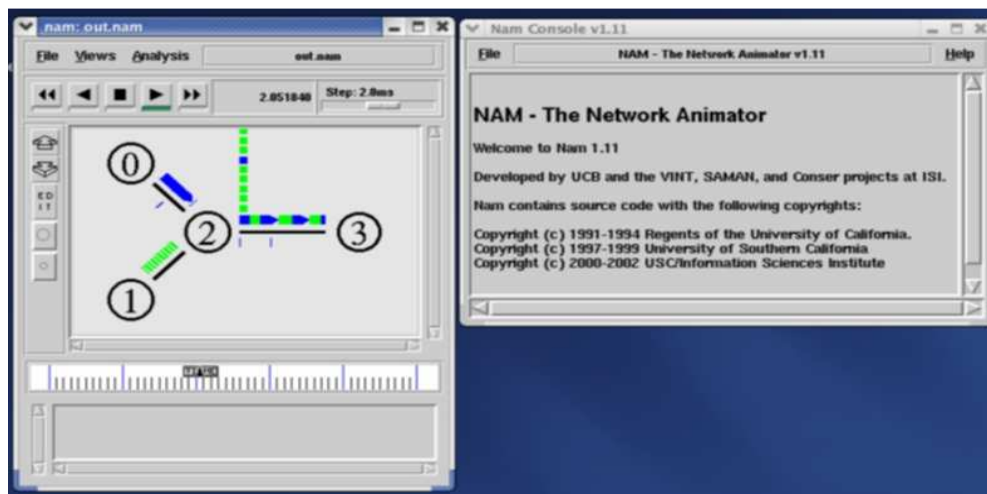 nam: out.nam
File Views Analysis out.nam
2.051840 Step: 2.0ms
ED
IT
0
2
3
1
Nam Console v1.11
File NAM - The Network Animator v1.11 Help
NAM - The Network Animator
Welcome to Nam 1.11
Developed by UCB and the VINT, SAMAN, and Conser projects at ISI.
Nam contains source code with the following copyrights:
Copyright (c) 1991-1994 Regents of the University of California.
Copyright (c) 1997-1999 University of Southern California
Copyright (c) 2000-2002 USC/Information Sciences Institute